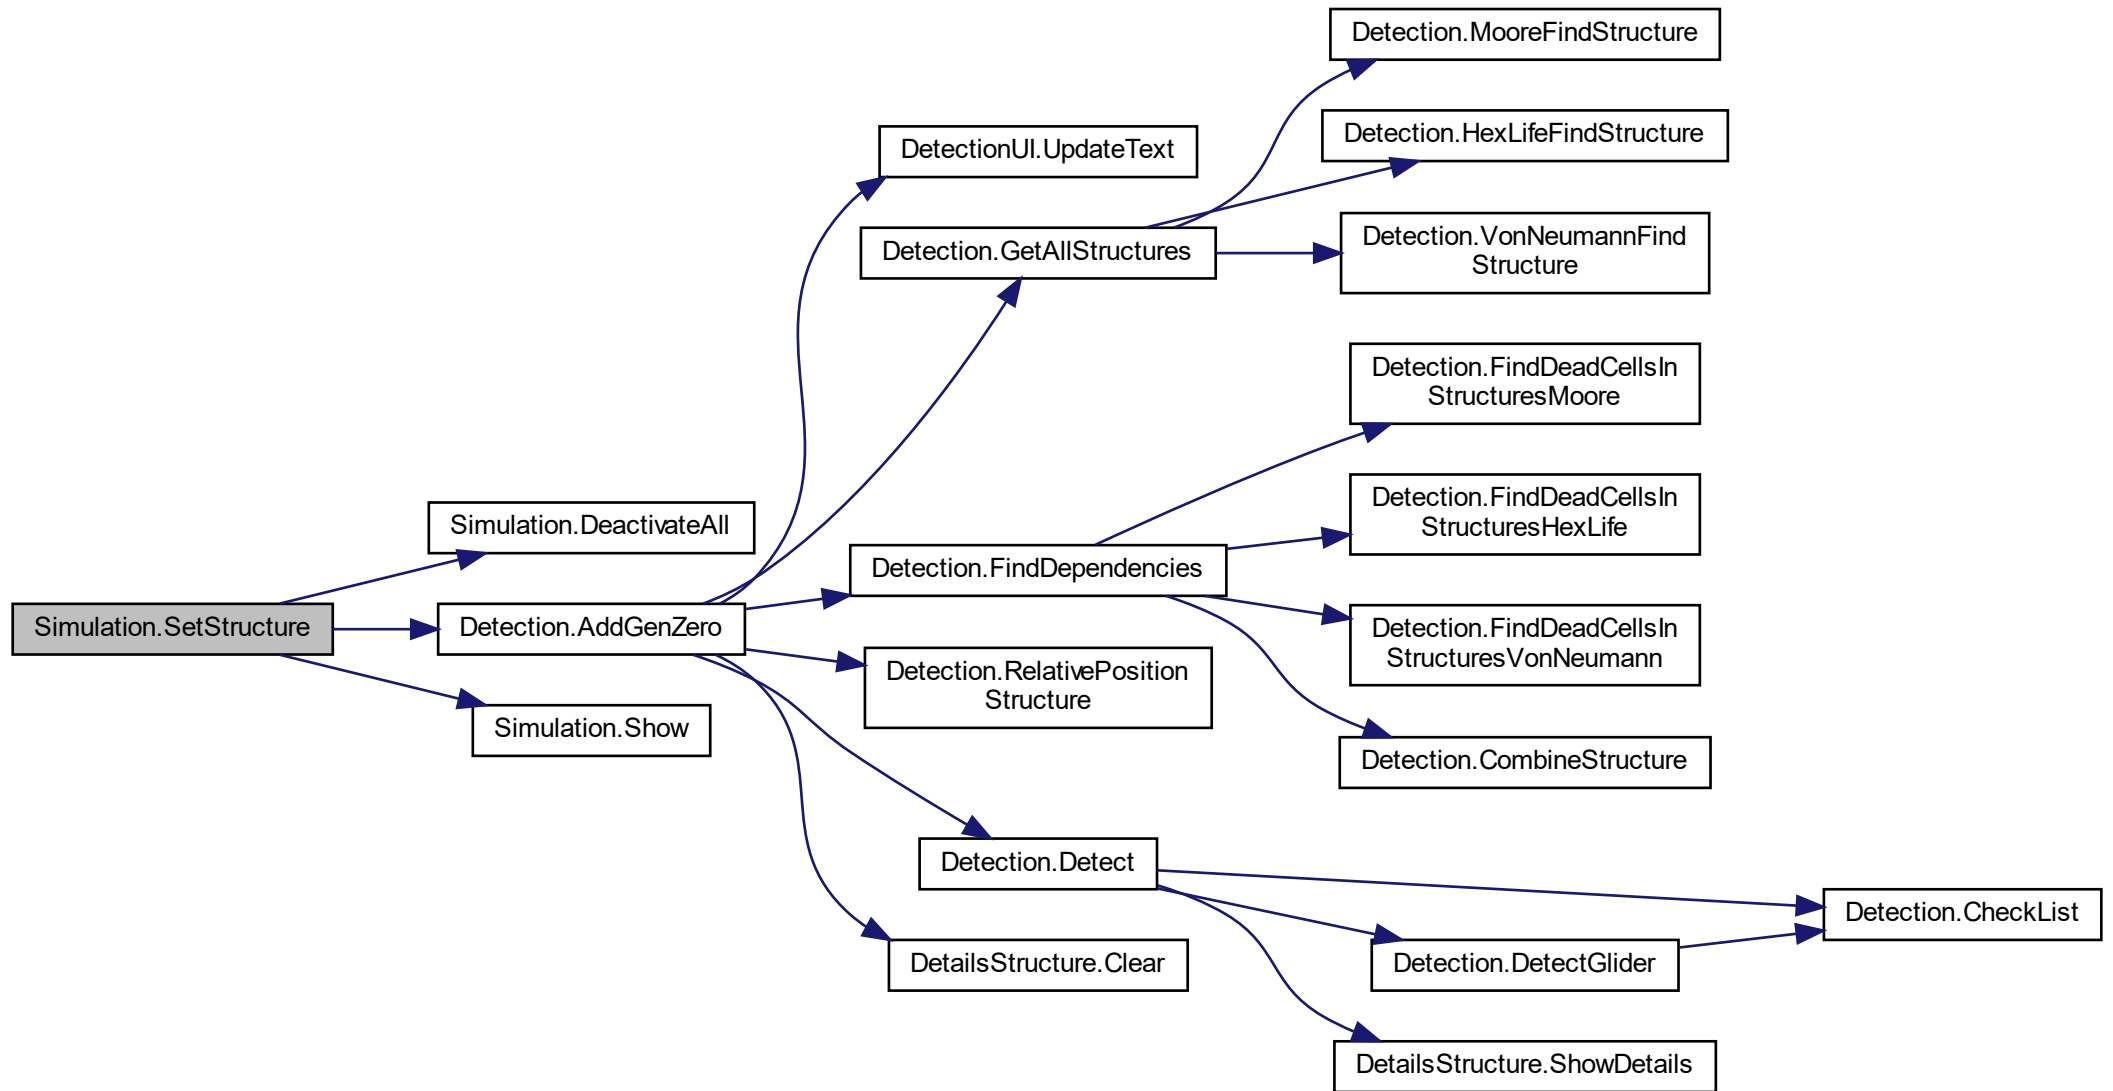 Detection.MooreFindStructure
Detection.HexLifeFindStructure
DetectionUI.UpdateText
Detection.GetAllStructures
Detection.VonNeumannFind
Structure
Detection.FindDeadCellsIn
StructuresMoore
Detection.FindDeadCellsIn
StructuresHexLife
Simulation.DeactivateAll
Detection.FindDependencies
Simulation.SetStructure
Detection.AddGenZero
Detection.FindDeadCellsIn
StructuresVonNeumann
Detection.RelativePosition
Structure
Simulation.Show
Detection.CombineStructure
Detection.Detect
Detection.CheckList
DetailsStructure.Clear
Detection.DetectGlider
DetailsStructure.ShowDetails